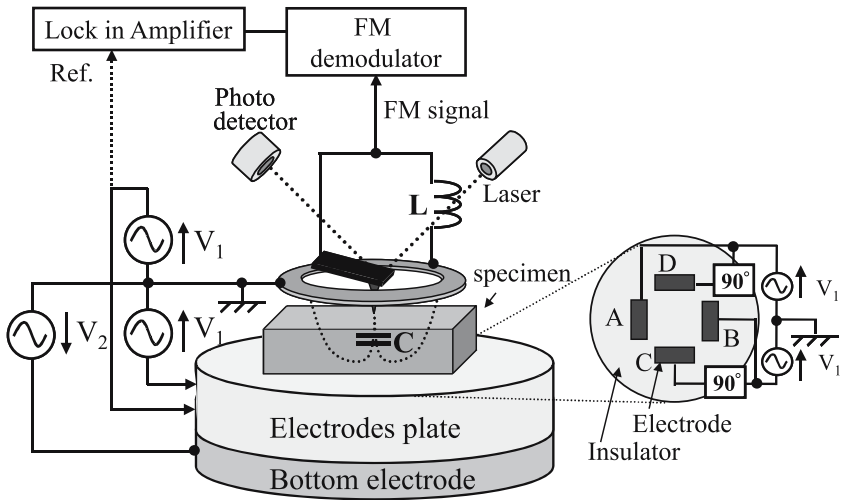 Lock in Amplifier
FM
demodulator
Ref.
Photo
detector
FM signal
Laser
L
V1
specimen
V2
V1
C
Electrodes plate
Bottom electrode
D
90°
V1
A
B
C
90°
V1
Electrode
Insulator